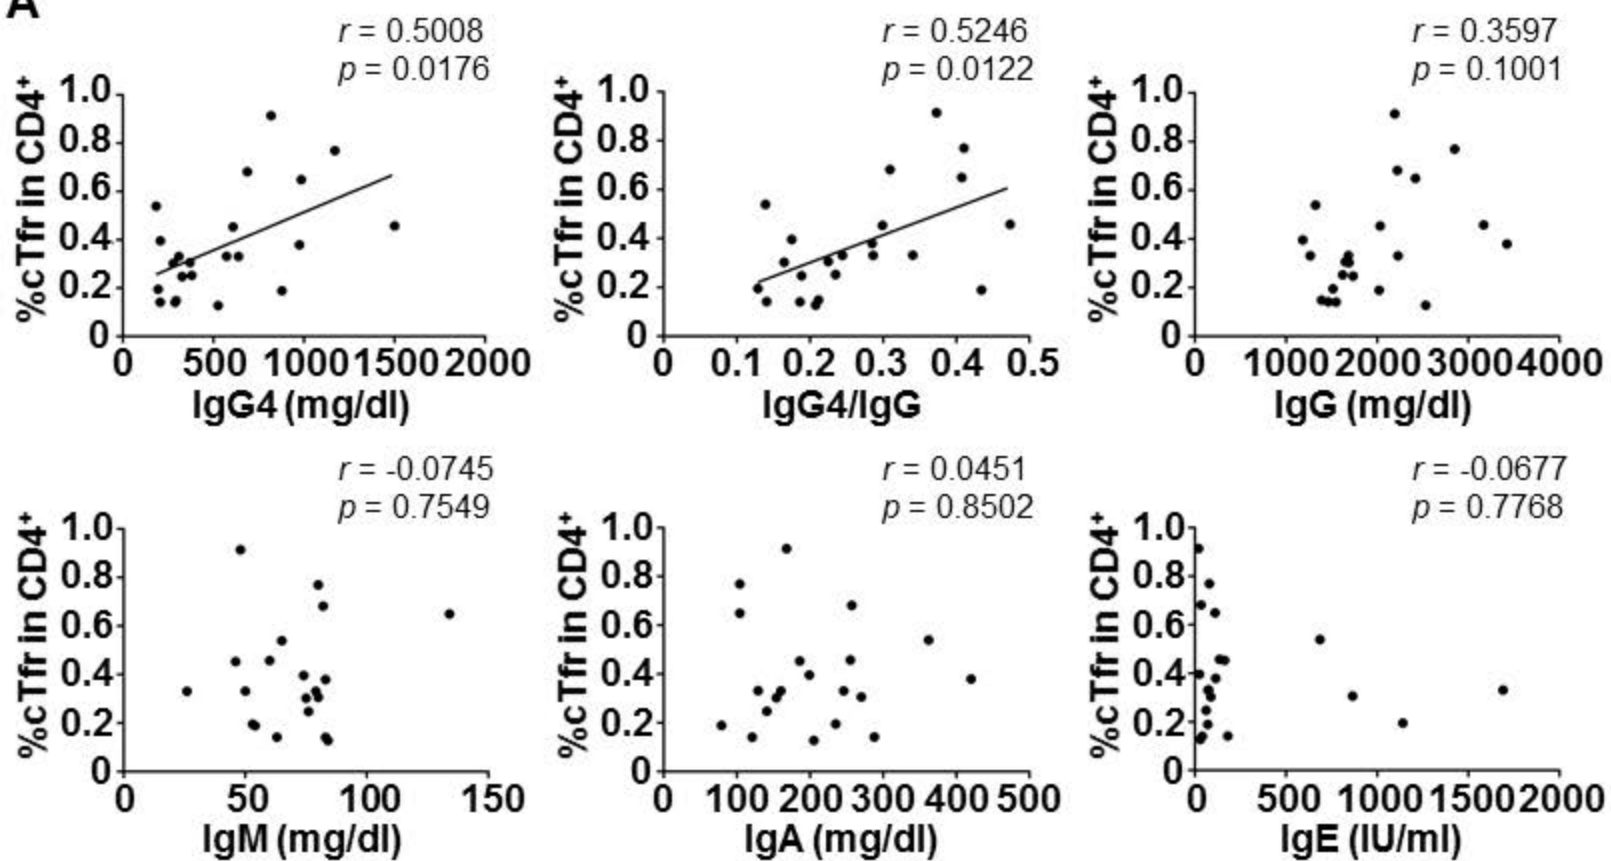 A
r = 0.5008
p = 0.0176
%cTfr in CD4+
1.0
0.8
0.6
0.4
0.2
0
0 500 1000 1500 2000
IgG4 (mg/dl)
r = 0.5246
p = 0.0122
%cTfr in CD4+
1.0
0.8
0.6
0.4
0.2
0
0 0.1 0.2 0.3 0.4 0.5
IgG4/IgG
r = 0.3597
p = 0.1001
%cTfr in CD4+
1.0
0.8
0.6
0.4
0.2
0
0 1000 2000 3000 4000
IgG (mg/dl)
r = -0.0745
p = 0.7549
%cTfr in CD4+
1.0
0.8
0.6
0.4
0.2
0
0 50 100 150
IgM (mg/dl)
r = 0.0451
p = 0.8502
%cTfr in CD4+
1.0
0.8
0.6
0.4
0.2
0
0 100 200 300 400 500
IgA (mg/dl)
r = -0.0677
p = 0.7768
%cTfr in CD4+
1.0
0.8
0.6
0.4
0.2
0
0 500 1000 1500 2000
IgE (IU/ml)